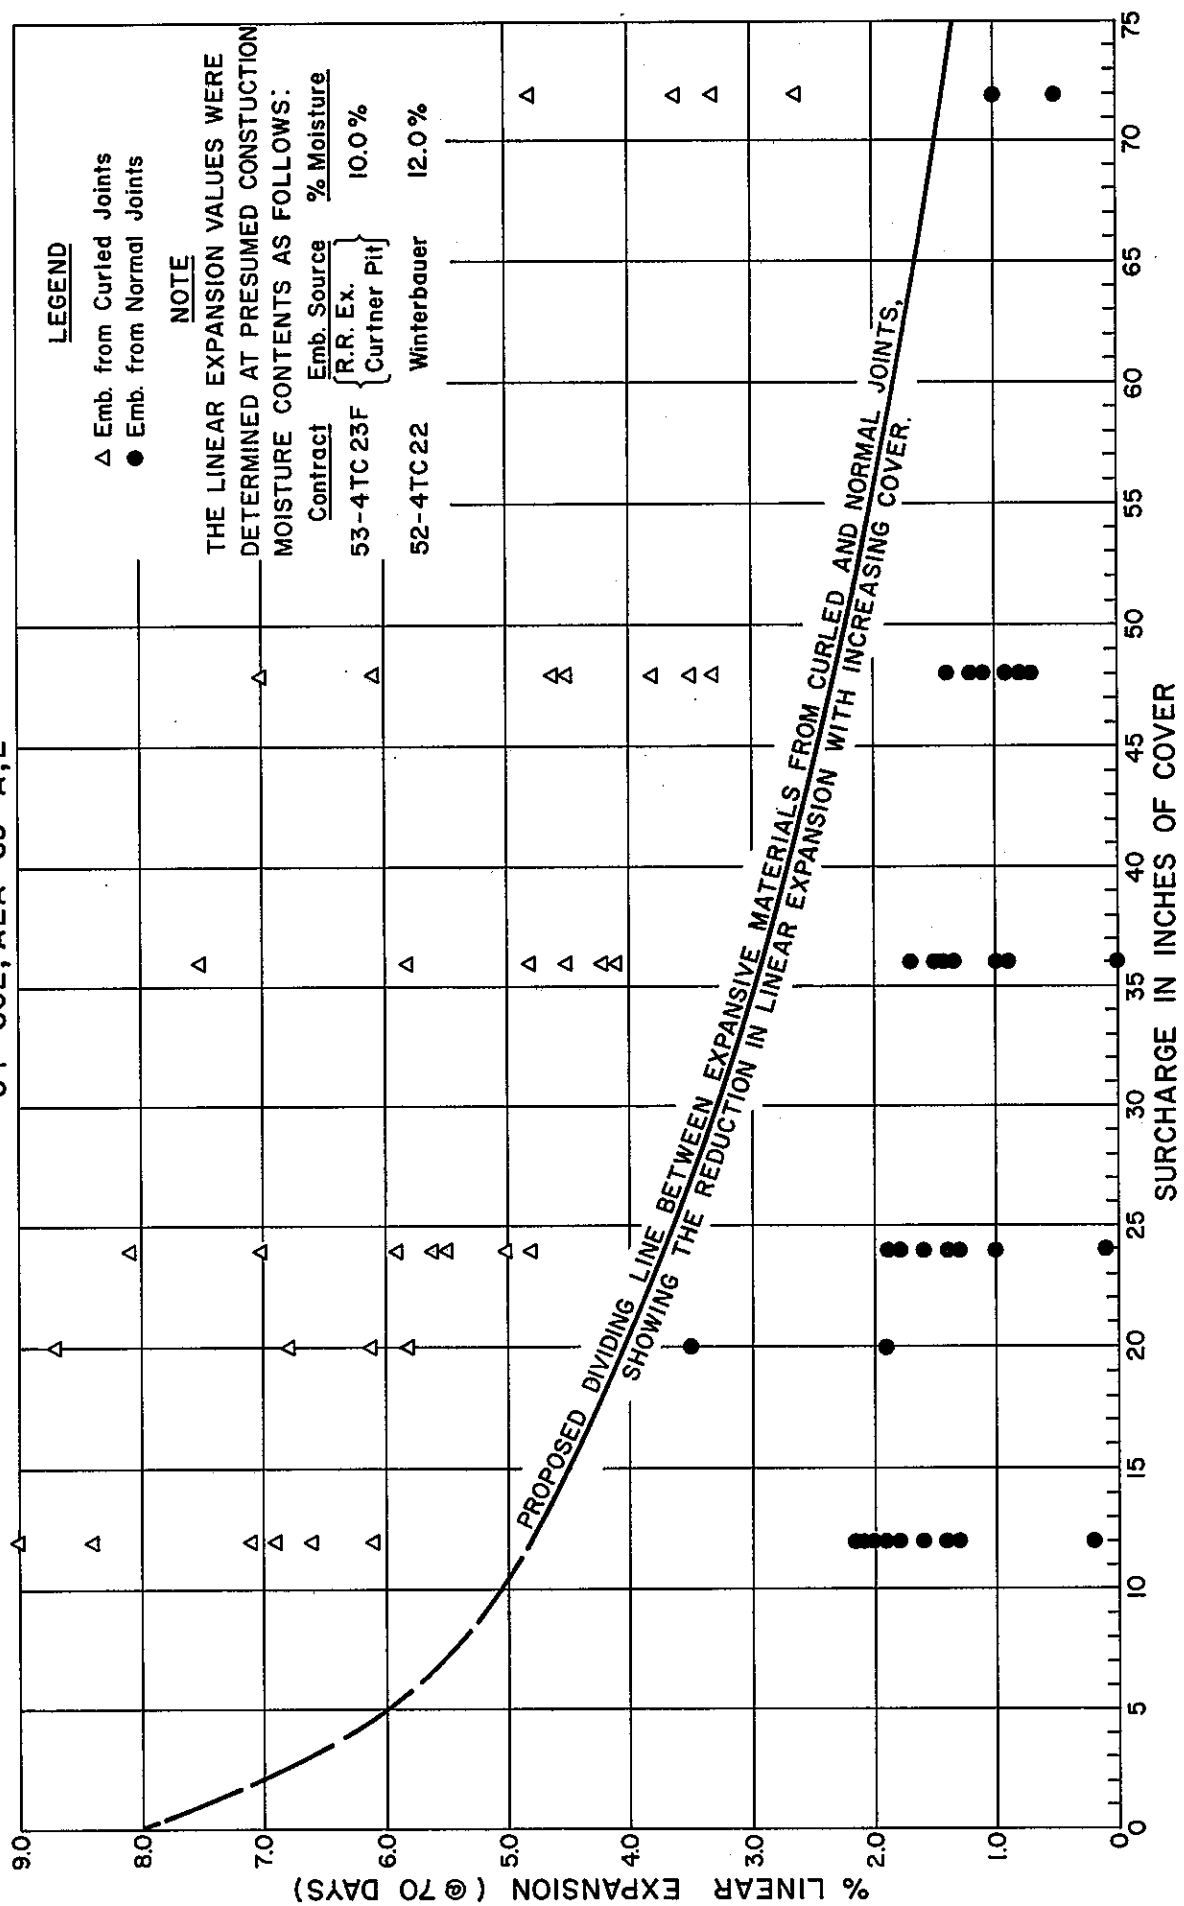 LEGEND
△ Emb. from Curled Joints
● Emb. from Normal Joints
NOTE
THE LINEAR EXPANSION VALUES WERE
DETERMINED AT PRESUMED CONSTUCTION
MOISTURE CONTENTS AS FOLLOWS:
Contract Emb. Source % Moisture
53-4TC 23F {R.R. Ex. Curtner Pit} 10.0%
52-4TC22 Winterbauer 12.0%
PROPOSED DIVIDING LINE BETWEEN EXPANSIVE MATERIALS FROM CURLED AND NORMAL JOINTS,
SHOWING THE REDUCTION IN LINEAR EXPANSION WITH INCREASING COVER.
% LINEAR EXPANSION (@ 70 DAYS)
9.0
8.0
7.0
6.0
5.0
4.0
3.0
2.0
1.0
0
0 5 10 15 20 25 30 35 40 45 50 55 60 65 70 75
SURCHARGE IN INCHES OF COVER